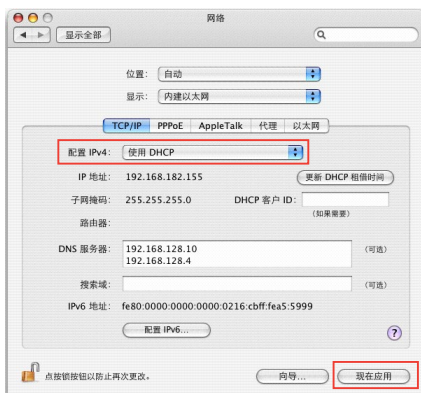 网络
显示全部
位置: 自动
显示: 内建以太网
TCP/IP PPPoE AppleTalk 代理 以太网
配置 IPv4: 使用 DHCP
IP 地址: 192.168.182.155 更新 DHCP 租借时间
子网掩码: 255.255.255.0 DHCP 客户 ID:
(如果需要)
路由器:
DNS 服务器: 192.168.128.10 (可选)
192.168.128.4
搜索域: (可选)
IPv6 地址: fe80:0000:0000:0000:0216:cbff:fea5:5999
配置 IPv6... ?
点按锁按钮以防止再次更改。 向导... 现在应用